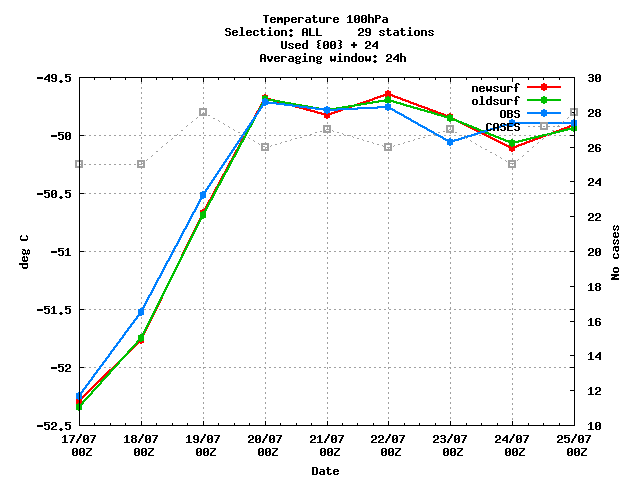 Temperature 100hPa
Selection: ALL     29 stations
Used {00} + 24
Averaging window: 24h
-49.5
-50
-50.5
-51
-51.5
-52
-52.5
deg C
30
28
26
24
22
20
18
16
14
12
10
No cases
newsurf
oldsurf
OBS
CASES
17/07 18/07 19/07 20/07 21/07 22/07 23/07 24/07 25/07
00Z 00Z 00Z 00Z 00Z 00Z 00Z 00Z 00Z
Date